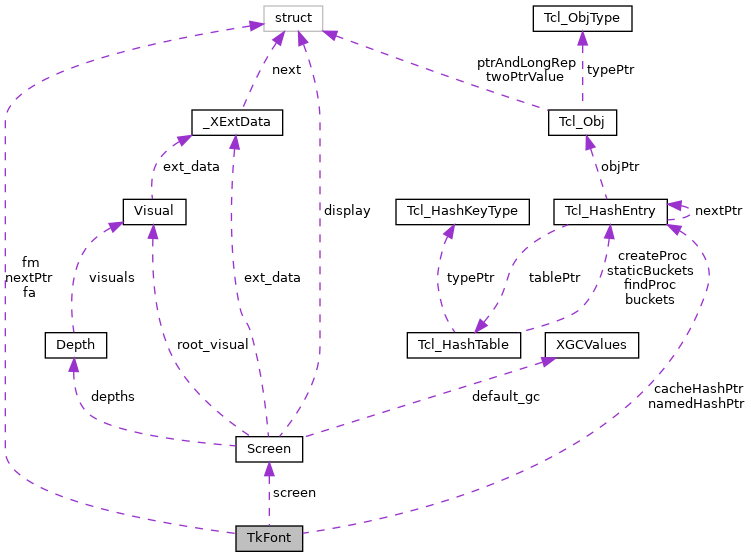 struct
Tcl_ObjType
ptrAndLongRep
twoPtrValue
typePtr
next
_XExtData
Tcl_Obj
ext_data
objPtr
Visual
Tcl_HashKeyType
Tcl_HashEntry
nextPtr
display
fm
nextPtr
fa
visuals
ext_data
typePtr
tablePtr
createProc
staticBuckets
findProc
buckets
Depth
root_visual
Tcl_HashTable
XGCValues
depths
default_gc
cacheHashPtr
namedHashPtr
Screen
screen
TkFont